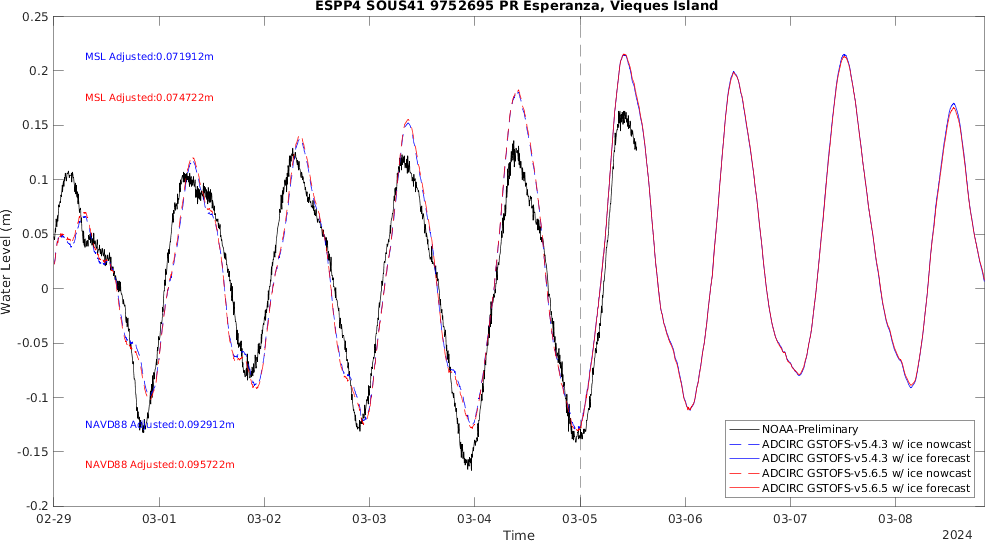 ESPP4 SOUS41 9752695 PR Esperanza, Vieques Island
0.25
0.2
0.15
0.1
0.05
0
-0.05
-0.1
-0.15
-0.2
Water Level (m)
MSL Adjusted:0.071912m
MSL Adjusted:0.074722m
NAVD88 Adjusted:0.092912m
NAVD88 Adjusted:0.095722m
NOAA-Preliminary
ADCIRC GSTOFS-v5.4.3 w/ ice nowcast
ADCIRC GSTOFS-v5.4.3 w/ ice forecast
ADCIRC GSTOFS-v5.6.5 w/ ice nowcast
ADCIRC GSTOFS-v5.6.5 w/ ice forecast
02-29 03-01 03-02 03-03 03-04 03-05 03-06 03-07 03-08
Time
2024